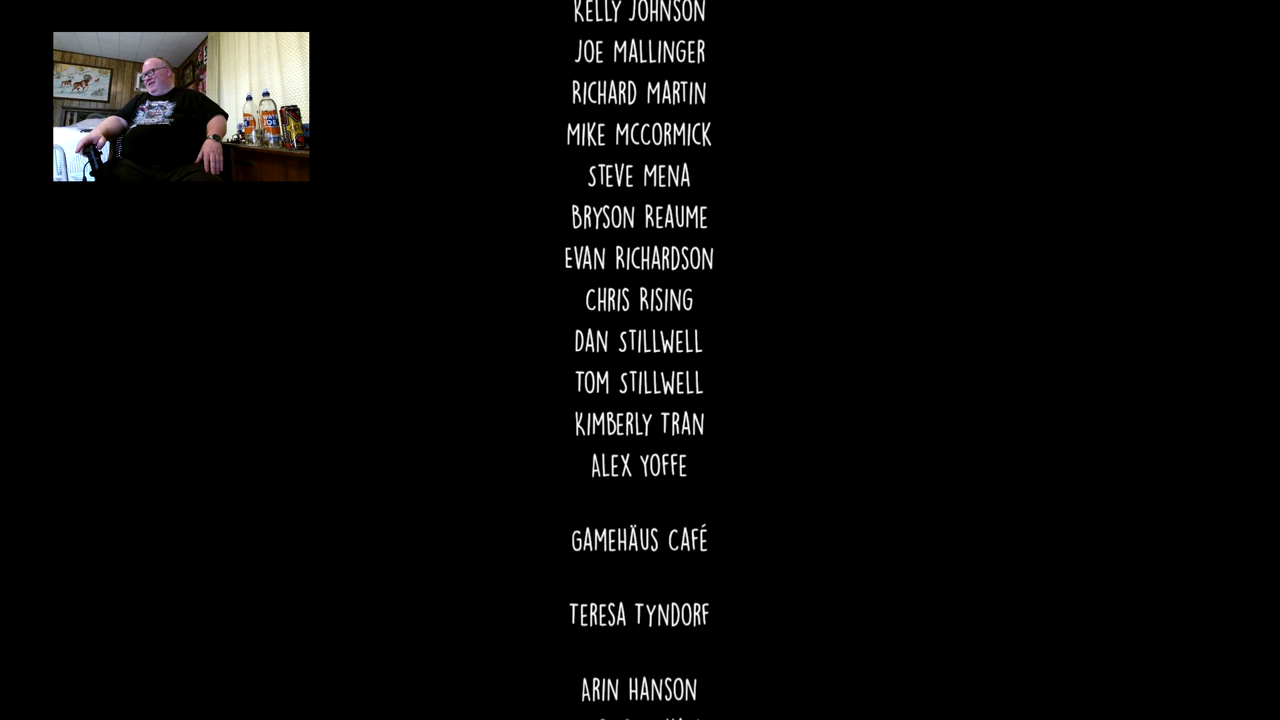 KELLY JOHNSON
JOE MALLINGER
RICHARD MARTIN
MIKE MCCORMICK
STEVE MENA
BRYSON REAUME
EVAN RICHARDSON
CHRIS RISING
DAN STILLWELL
TOM STILLWELL
KIMBERLY TRAN
ALEX YOFFE
GAMEHÄUS CAFÉ
TERESA TYNDORF
ARIN HANSON